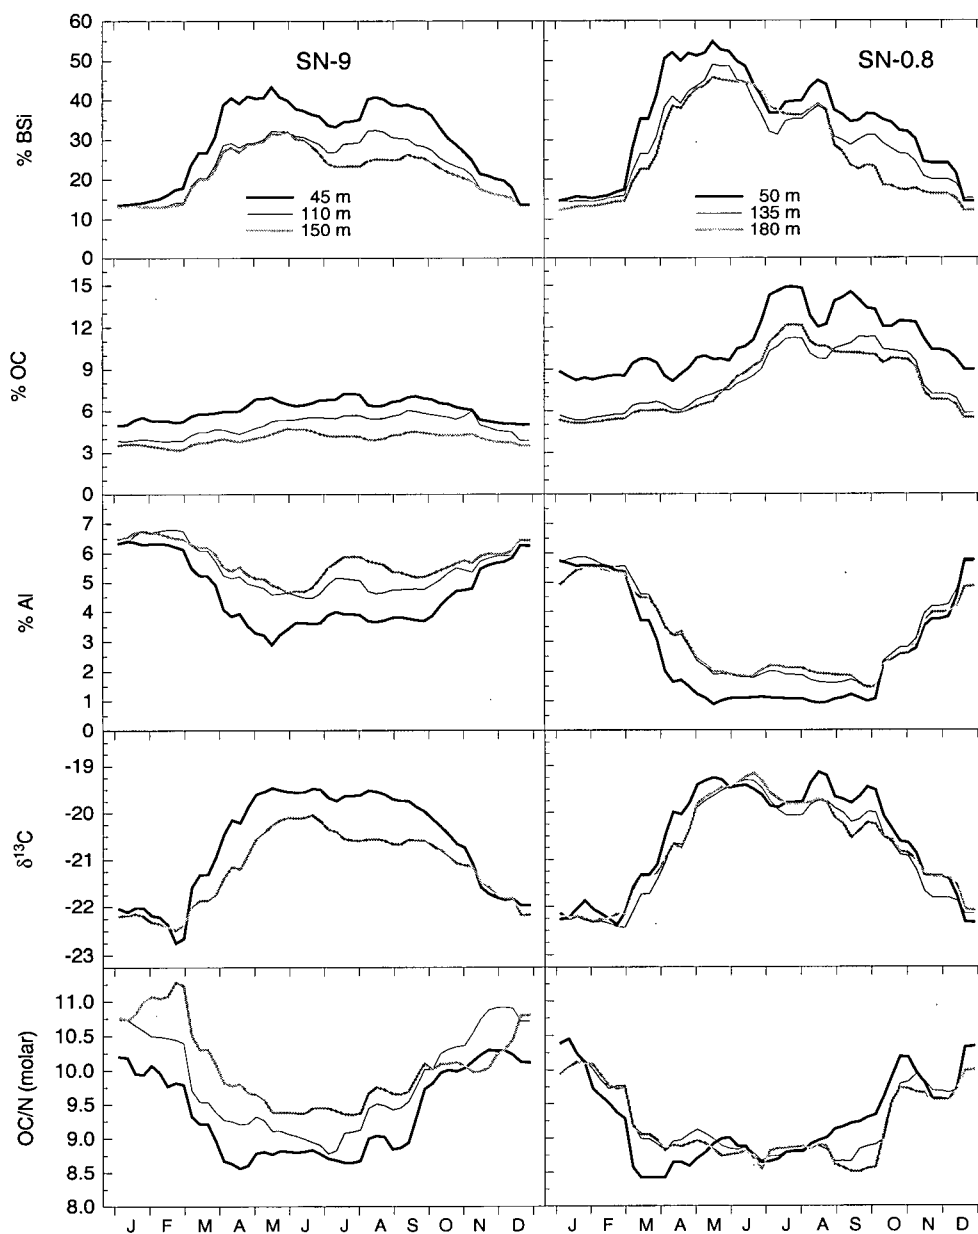 SN-9
SN-0.8
60
50
40
30
20
10
0
% BSi
45 m
110 m
150 m
50 m
135 m
180 m
15
12
9
6
3
0
% OC
7
6
5
4
3
2
1
0
% Al
-19
-20
-21
-22
-23
δ¹³C
11.0
10.5
10.0
9.5
9.0
8.5
8.0
OC/N (molar)
J F M A M J J A S O N D
J F M A M J J A S O N D